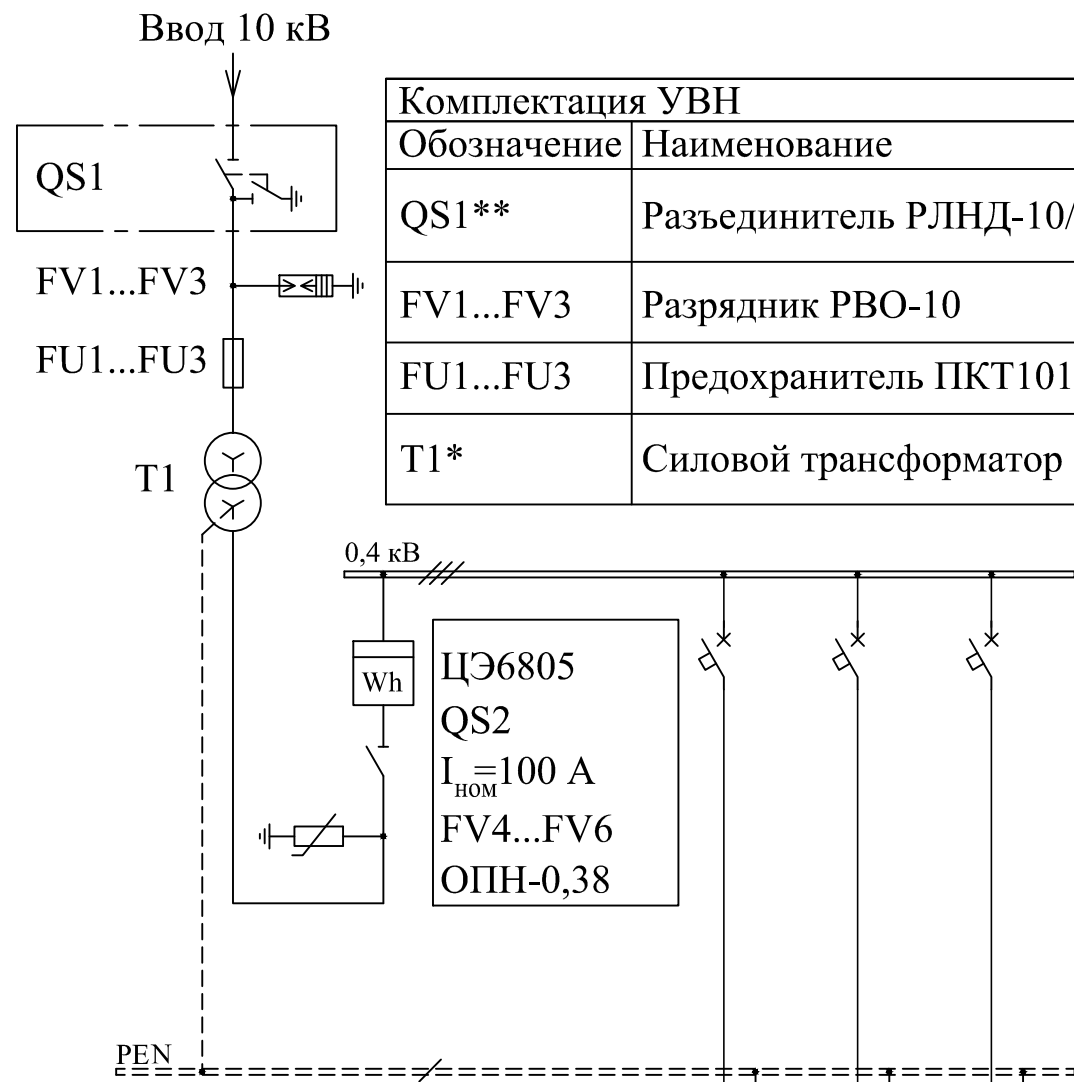 Ввод 10 кВ
Комплектация УВН
Обозначение Наименование
QS1
QS1** Разъединитель РЛНД-10/
FV1...FV3
FV1...FV3 Разрядник РВО-10
FU1...FU3
FU1...FU3 Предохранитель ПКТ101
T1
T1* Силовой трансформатор
0,4 кВ
Wh
ЦЭ6805
QS2
Iном=100 А
FV4...FV6
ОПН-0,38
PEN